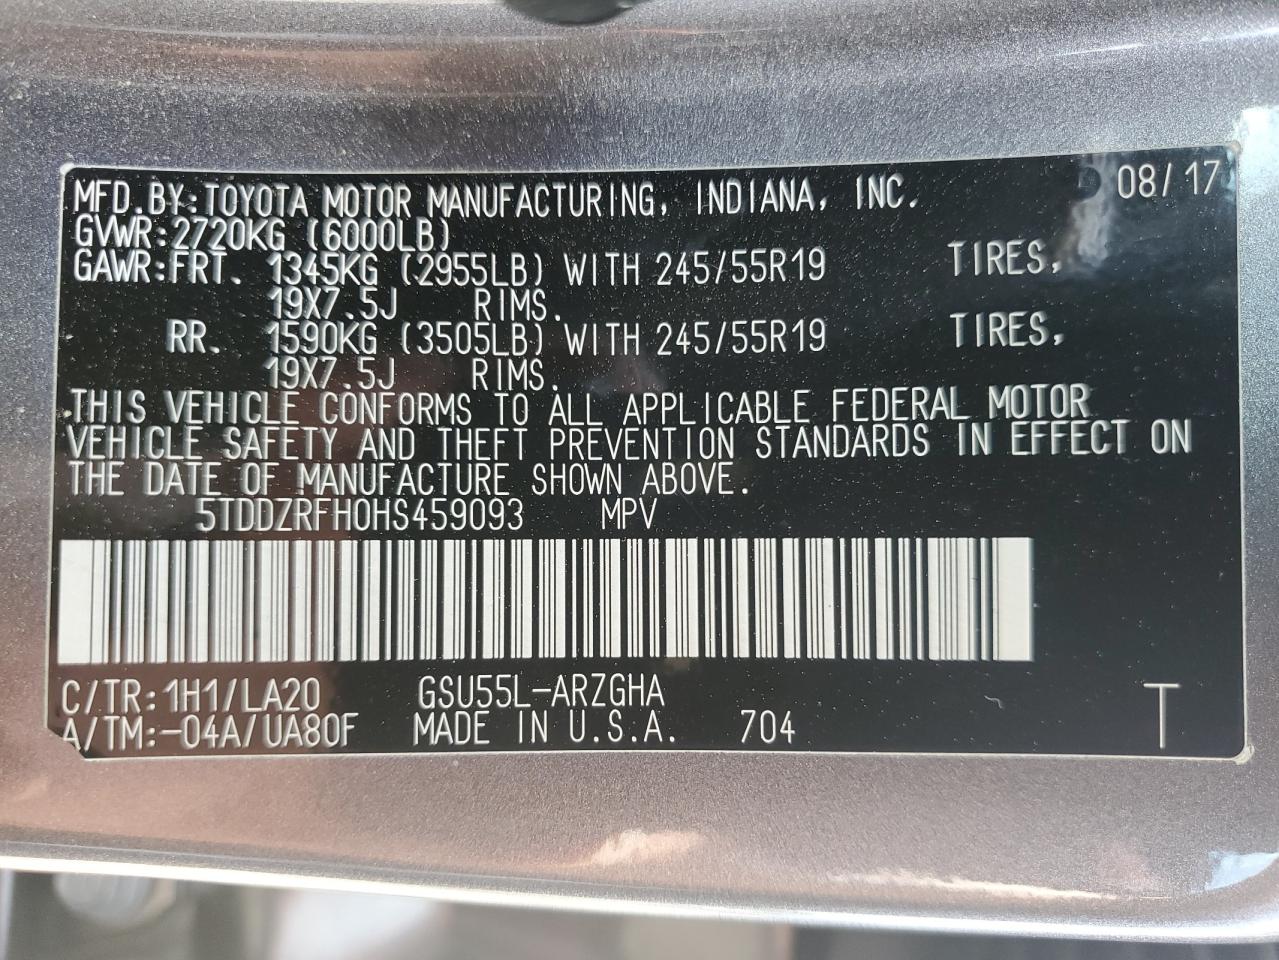 MFD.BY:TOYOTA MOTOR MANUFACTURING, INDIANA, INC. 08/17
GVWR:2720KG (6000LB)
GAWR:FRT. 1345KG (2955LB) WITH 245/55R19 TIRES,
19X7.5J RIMS.
RR. 1590KG (3505LB) WITH 245/55R19 TIRES,
19X7.5J RIMS.
THIS VEHICLE CONFORMS TO ALL APPLICABLE FEDERAL MOTOR
VEHICLE SAFETY AND THEFT PREVENTION STANDARDS IN EFFECT ON
THE DATE OF MANUFACTURE SHOWN ABOVE.
5TDDZRFH0HS459093 MPV
C/TR:1H1/LA20 GSU55L-ARZGHA
A/TM:-04A/UA80F MADE IN U.S.A. 704 T